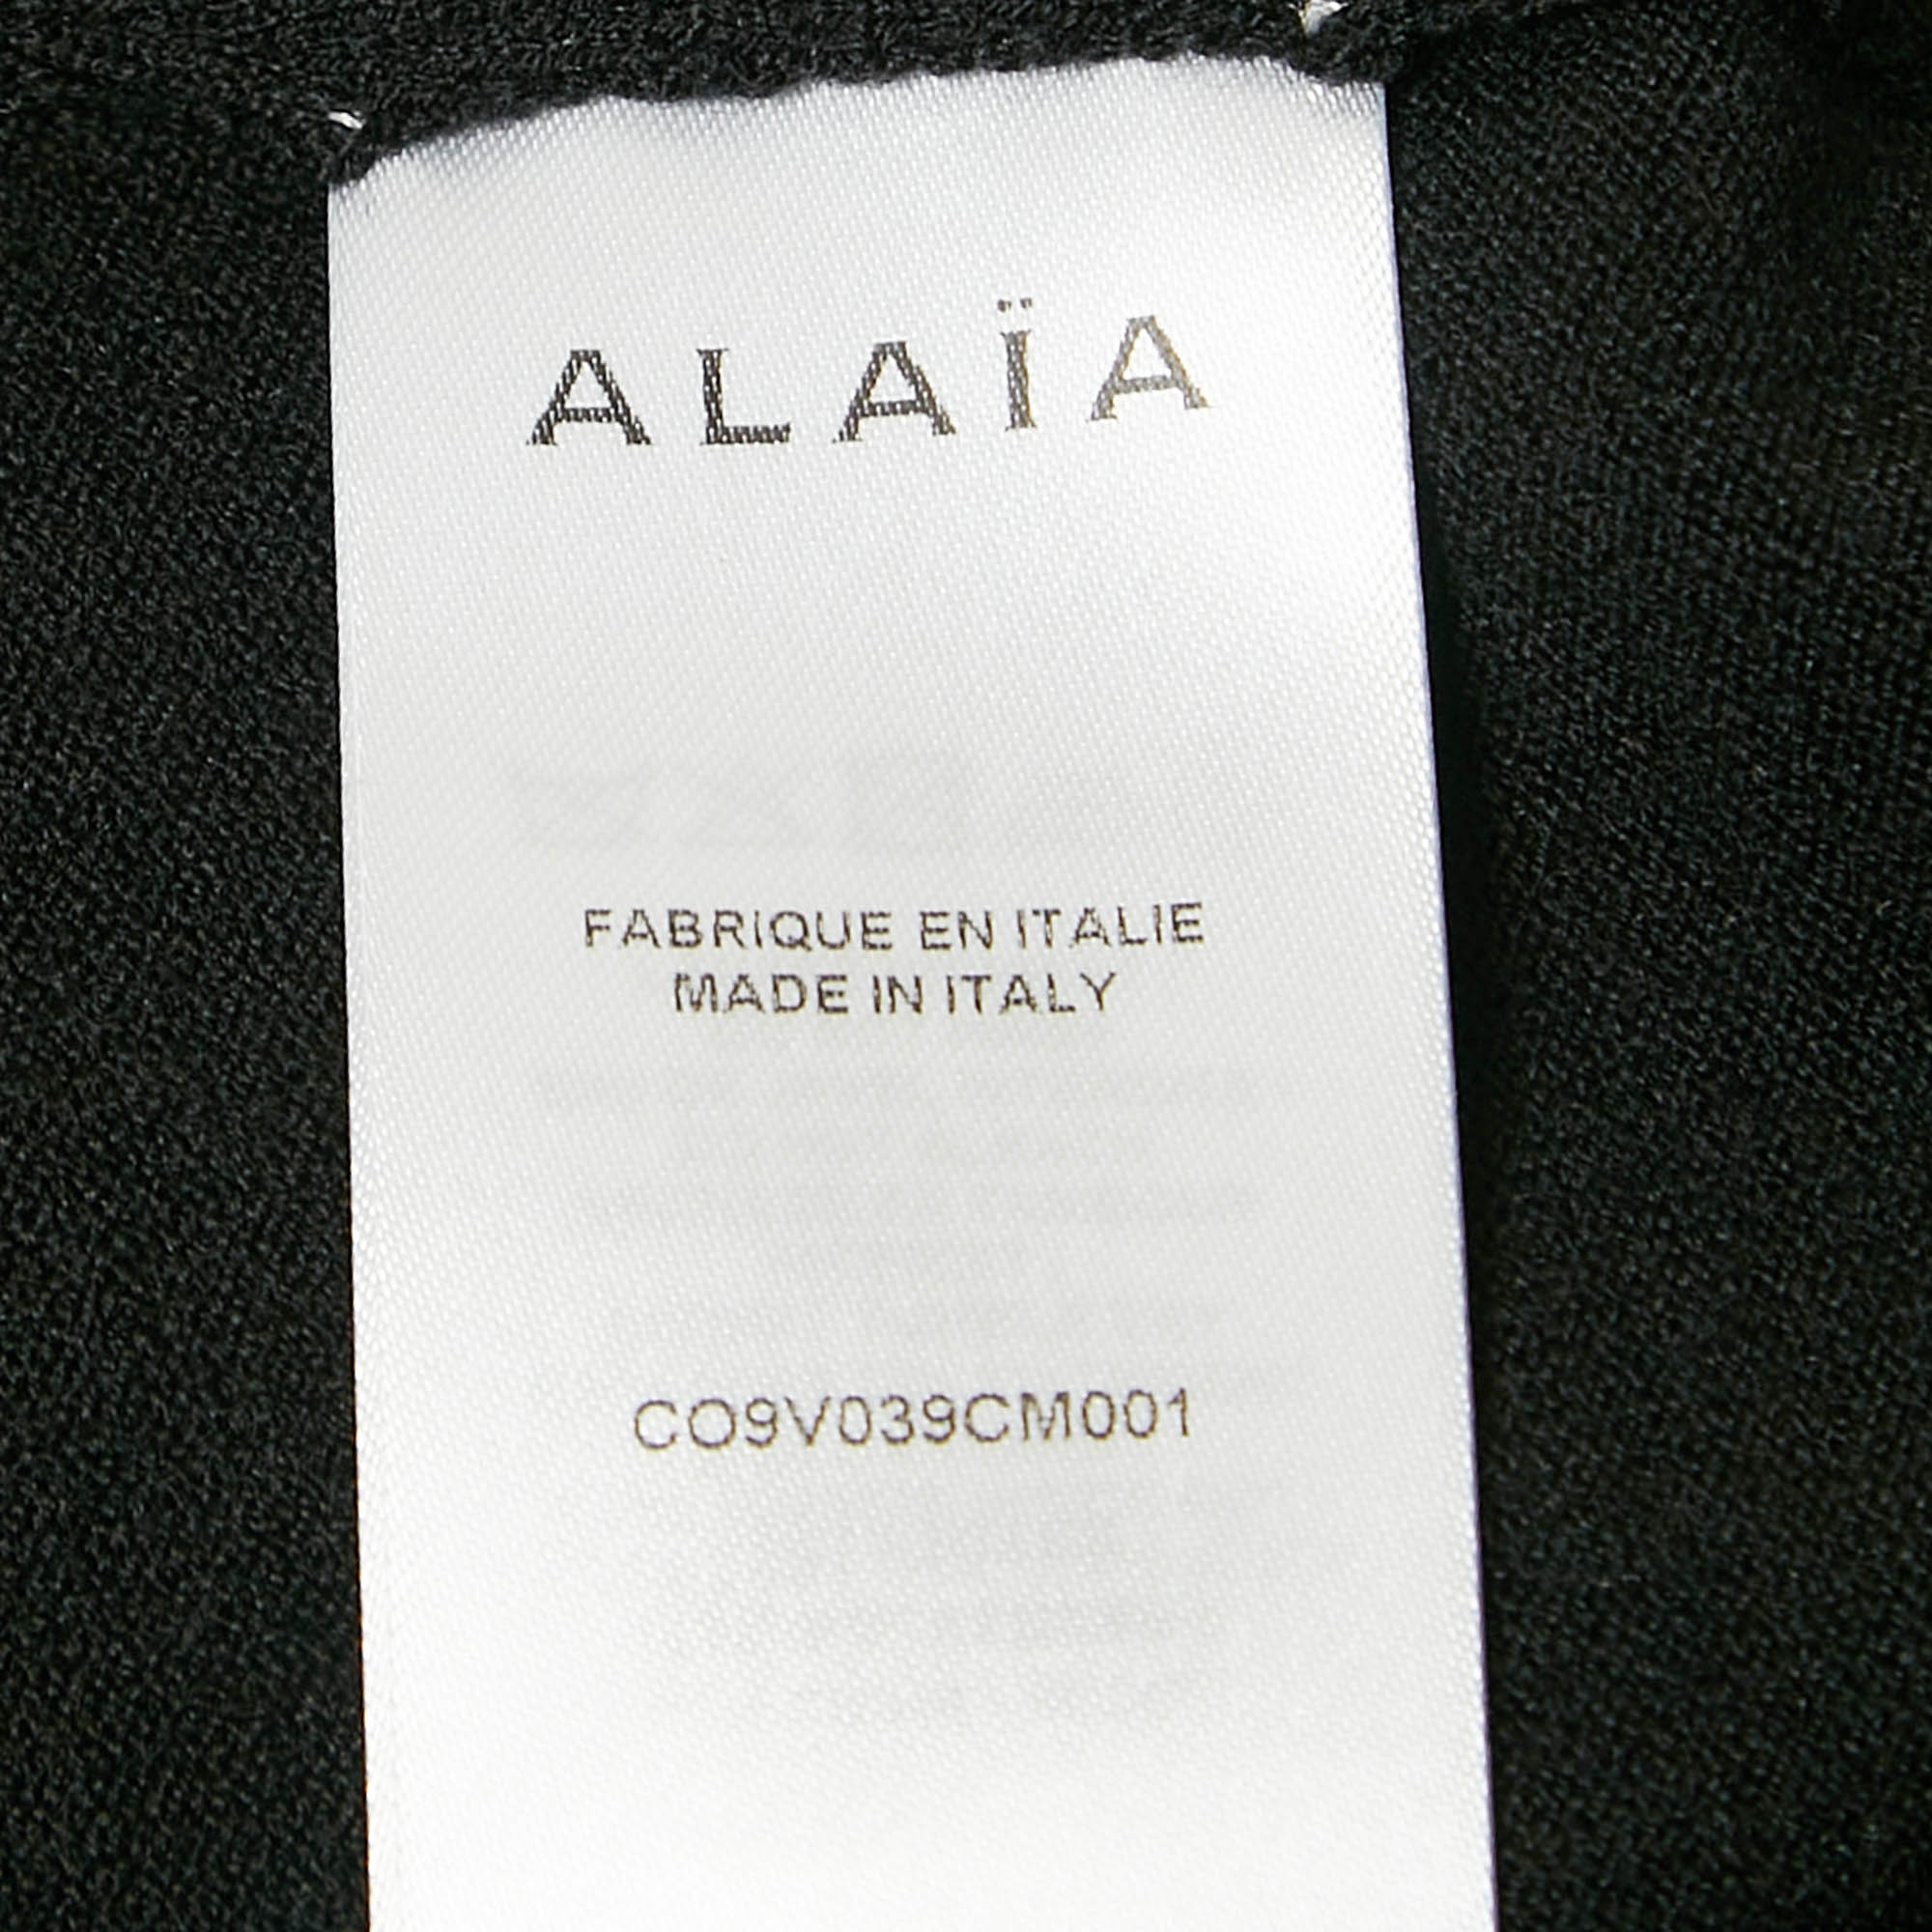 ALAÏA
FABRIQUE EN ITALIE
MADE IN ITALY
CO9V039CM001